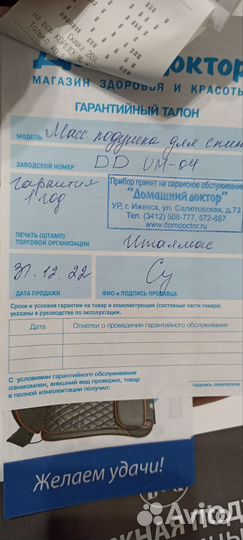 доктор
МАГАЗИН ЗДОРОВЬЯ И КРАСОТЫ
ГАРАНТИЙНЫЙ ТАЛОН
МОДЕЛЬ Масс подушка для спины
ЗАВОДСКОЙ НОМЕР DD VM-04
гарантия
1 год
Прибор принят на сервисное обслуживание
"Домашний доктор"
УР, г. Ижевск, ул. Салютовская, д.73
Тел. (3412) 508-777, 572-887
www.domdoctor.ru
ПЕЧАТЬ (ШТАМП)
ТОРГОВОЙ ОРГАНИЗАЦИИ Италмас
31.12.22
ДАТА ПРОДАЖИ ФИО и ПОДПИСЬ ПРОДАВЦА
Сроки и условия гарантии на товар и комплектующие (составные части товара)
указаны в руководстве по эксплуатации.
Дата Отметки о проведении гарантийного обслуживания
С условиями гарантийного обслуживания
ознакомлен, внешний вид проверил, товар
в полной комплектации получил:
подпись покупателя
Желаем удачи!
Avito